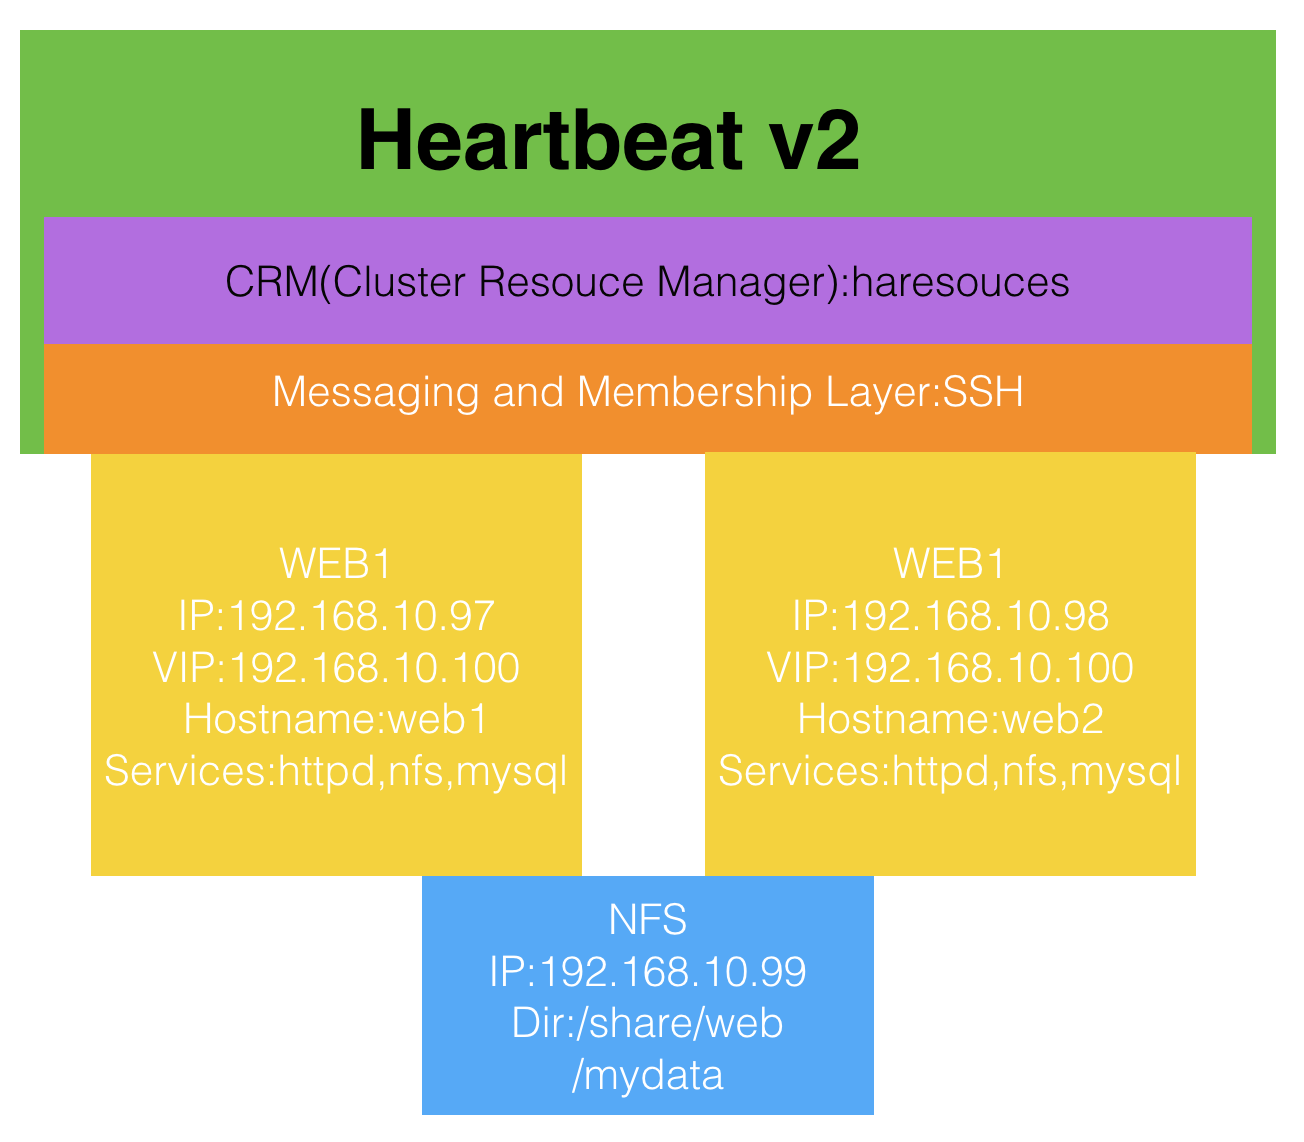 Heartbeat v2
CRM(Cluster Resouce Manager):haresouces
Messaging and Membership Layer:SSH
WEB1
IP:192.168.10.97
VIP:192.168.10.100
Hostname:web1
Services:httpd,nfs,mysql
WEB1
IP:192.168.10.98
VIP:192.168.10.100
Hostname:web2
Services:httpd,nfs,mysql
NFS
IP:192.168.10.99
Dir:/share/web
/mydata